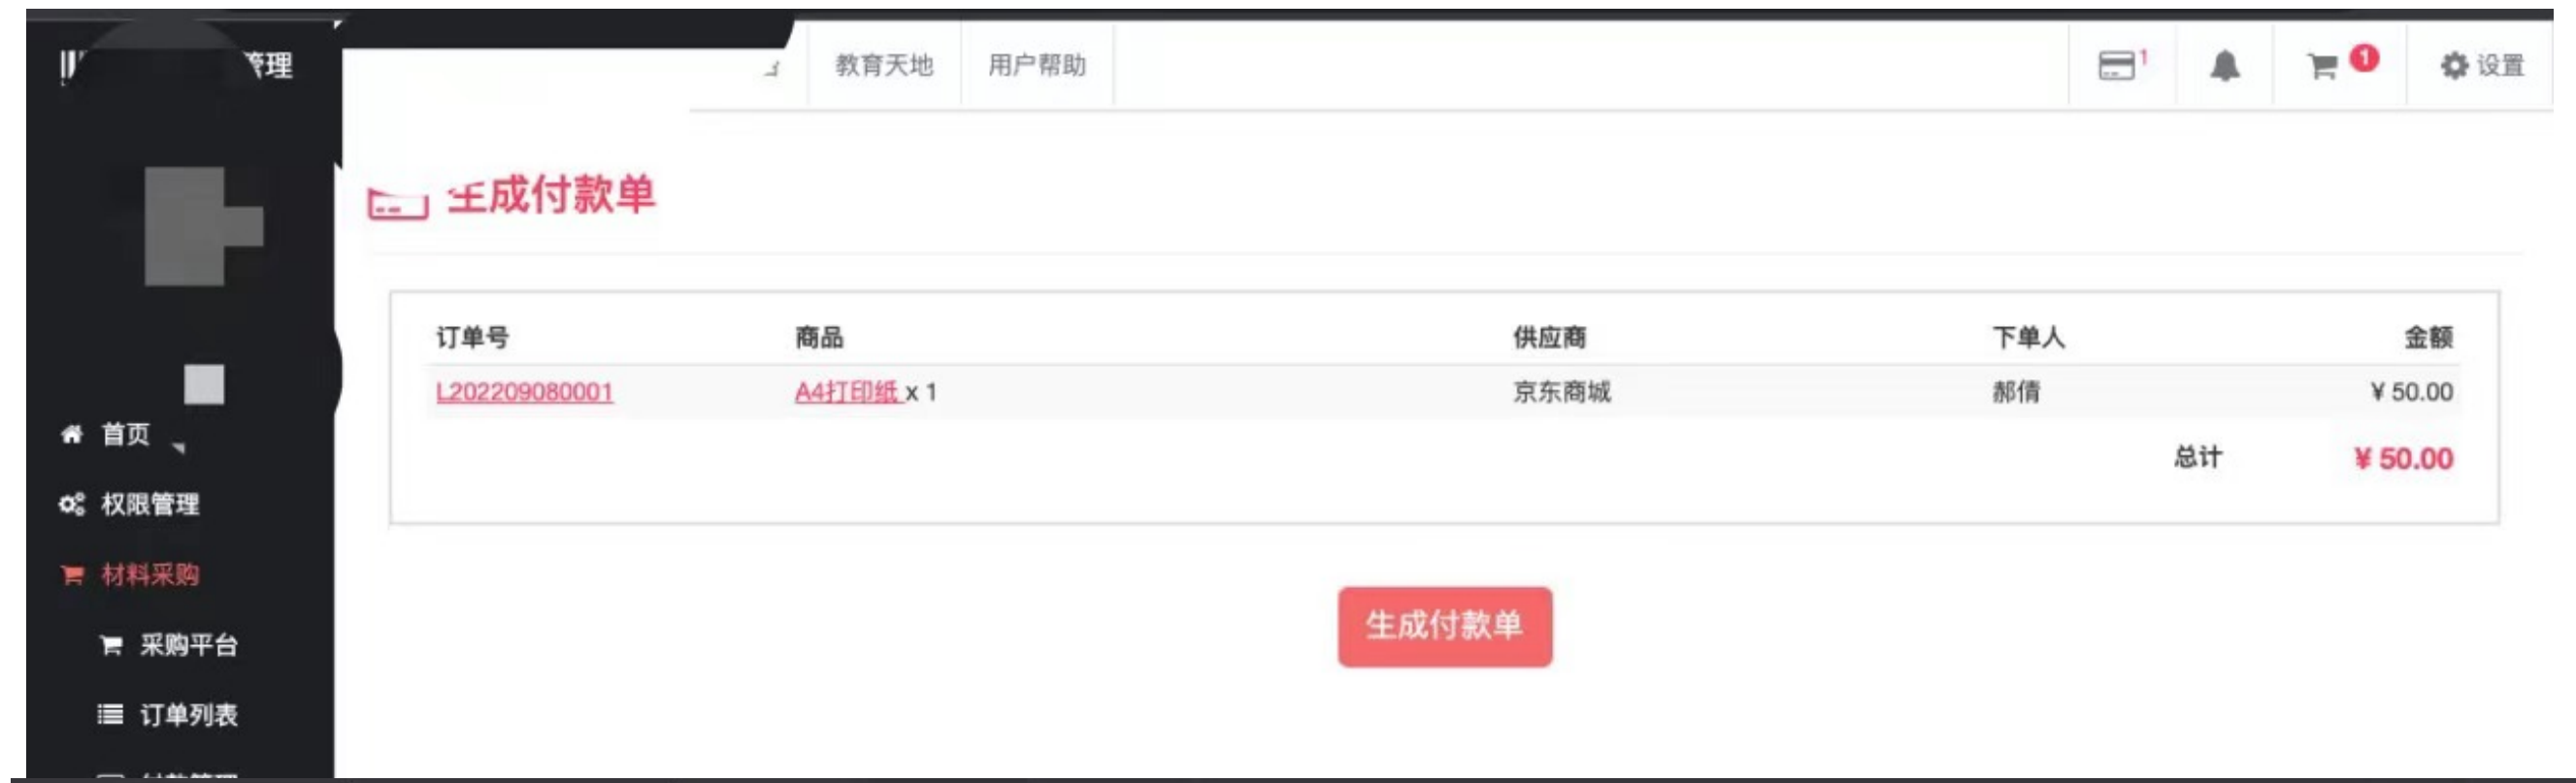 管理
教育天地 用户帮助 1 1 设置
生成付款单
订单号 商品 供应商 下单人 金额
L202209080001 A4打印纸 x 1 京东商城 郝倩 ¥ 50.00
总计 ¥ 50.00
生成付款单
首页
权限管理
材料采购
采购平台
订单列表